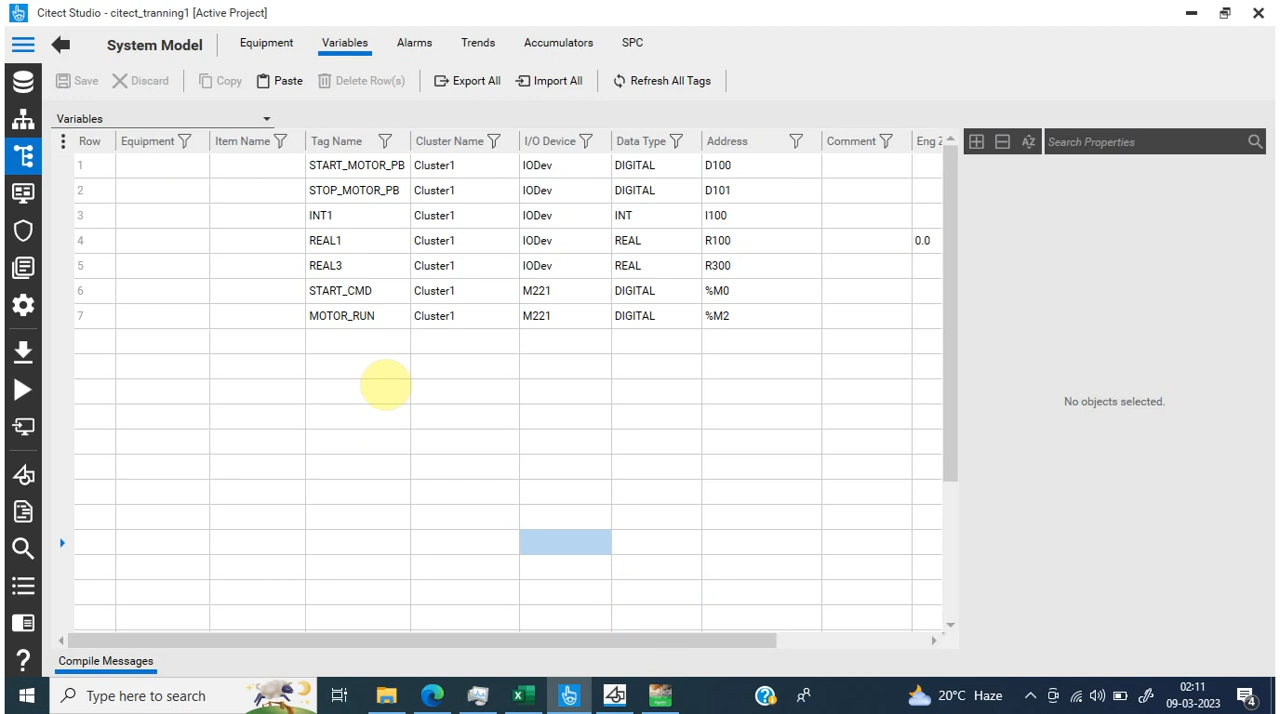 Citect Studio - citect_tranning1 [Active Project]
System Model Equipment Variables Alarms Trends Accumulators SPC
Save Discard Copy Paste Delete Row(s) Export All Import All Refresh All Tags
Variables
Row Equipment Item Name Tag Name Cluster Name I/O Device Data Type Address Comment Eng Z
Search Properties
1 START_MOTOR_PB Cluster1 IODev DIGITAL D100
2 STOP_MOTOR_PB Cluster1 IODev DIGITAL D101
3 INT1 Cluster1 IODev INT I100
4 REAL1 Cluster1 IODev REAL R100 0.0
5 REAL3 Cluster1 IODev REAL R300
6 START_CMD Cluster1 M221 DIGITAL %M0
7 MOTOR_RUN Cluster1 M221 DIGITAL %M2
No objects selected.
Compile Messages
Type here to search
20°C Haze
02:11
09-03-2023
4